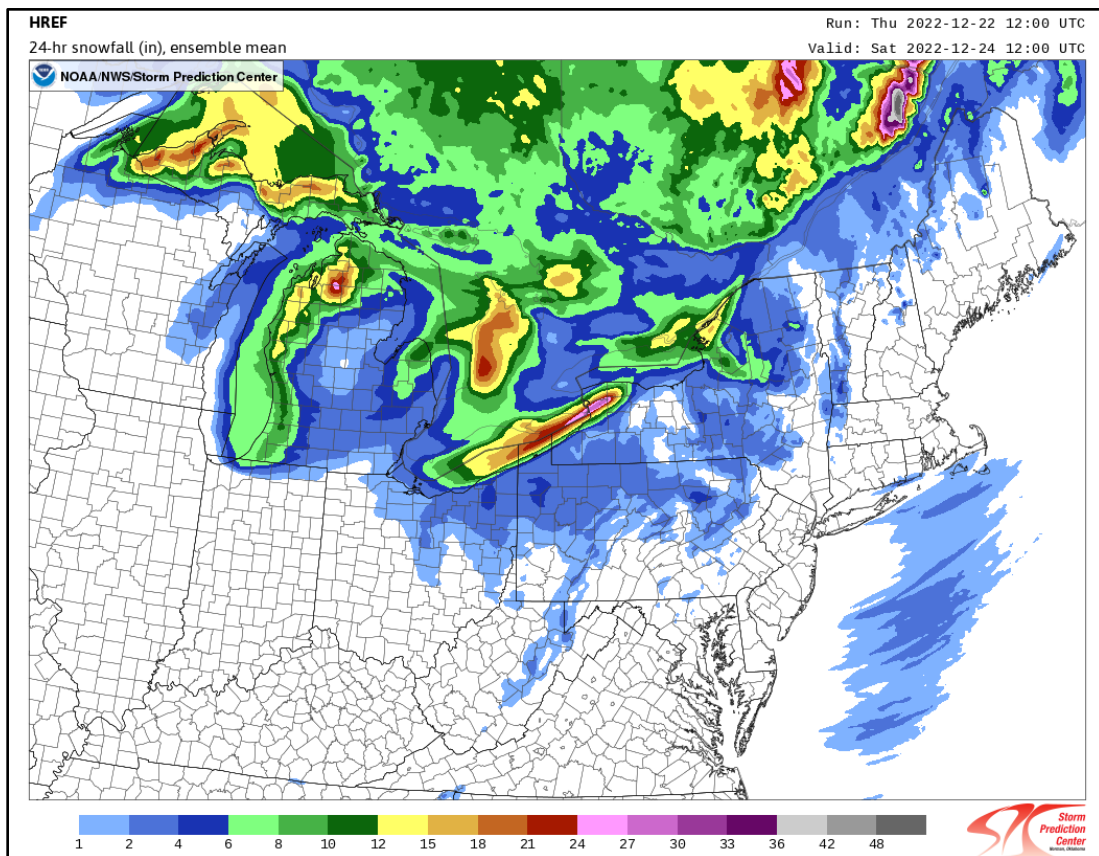 HREF
Run: Thu 2022-12-22 12:00 UTC
24-hr snowfall (in), ensemble mean
Valid: Sat 2022-12-24 12:00 UTC
NOAA/NWS/Storm Prediction Center
1 2 4 6 8 10 12 15 18 21 24 27 30 33 36 42 48
Storm
Prediction
Center
Norman, Oklahoma